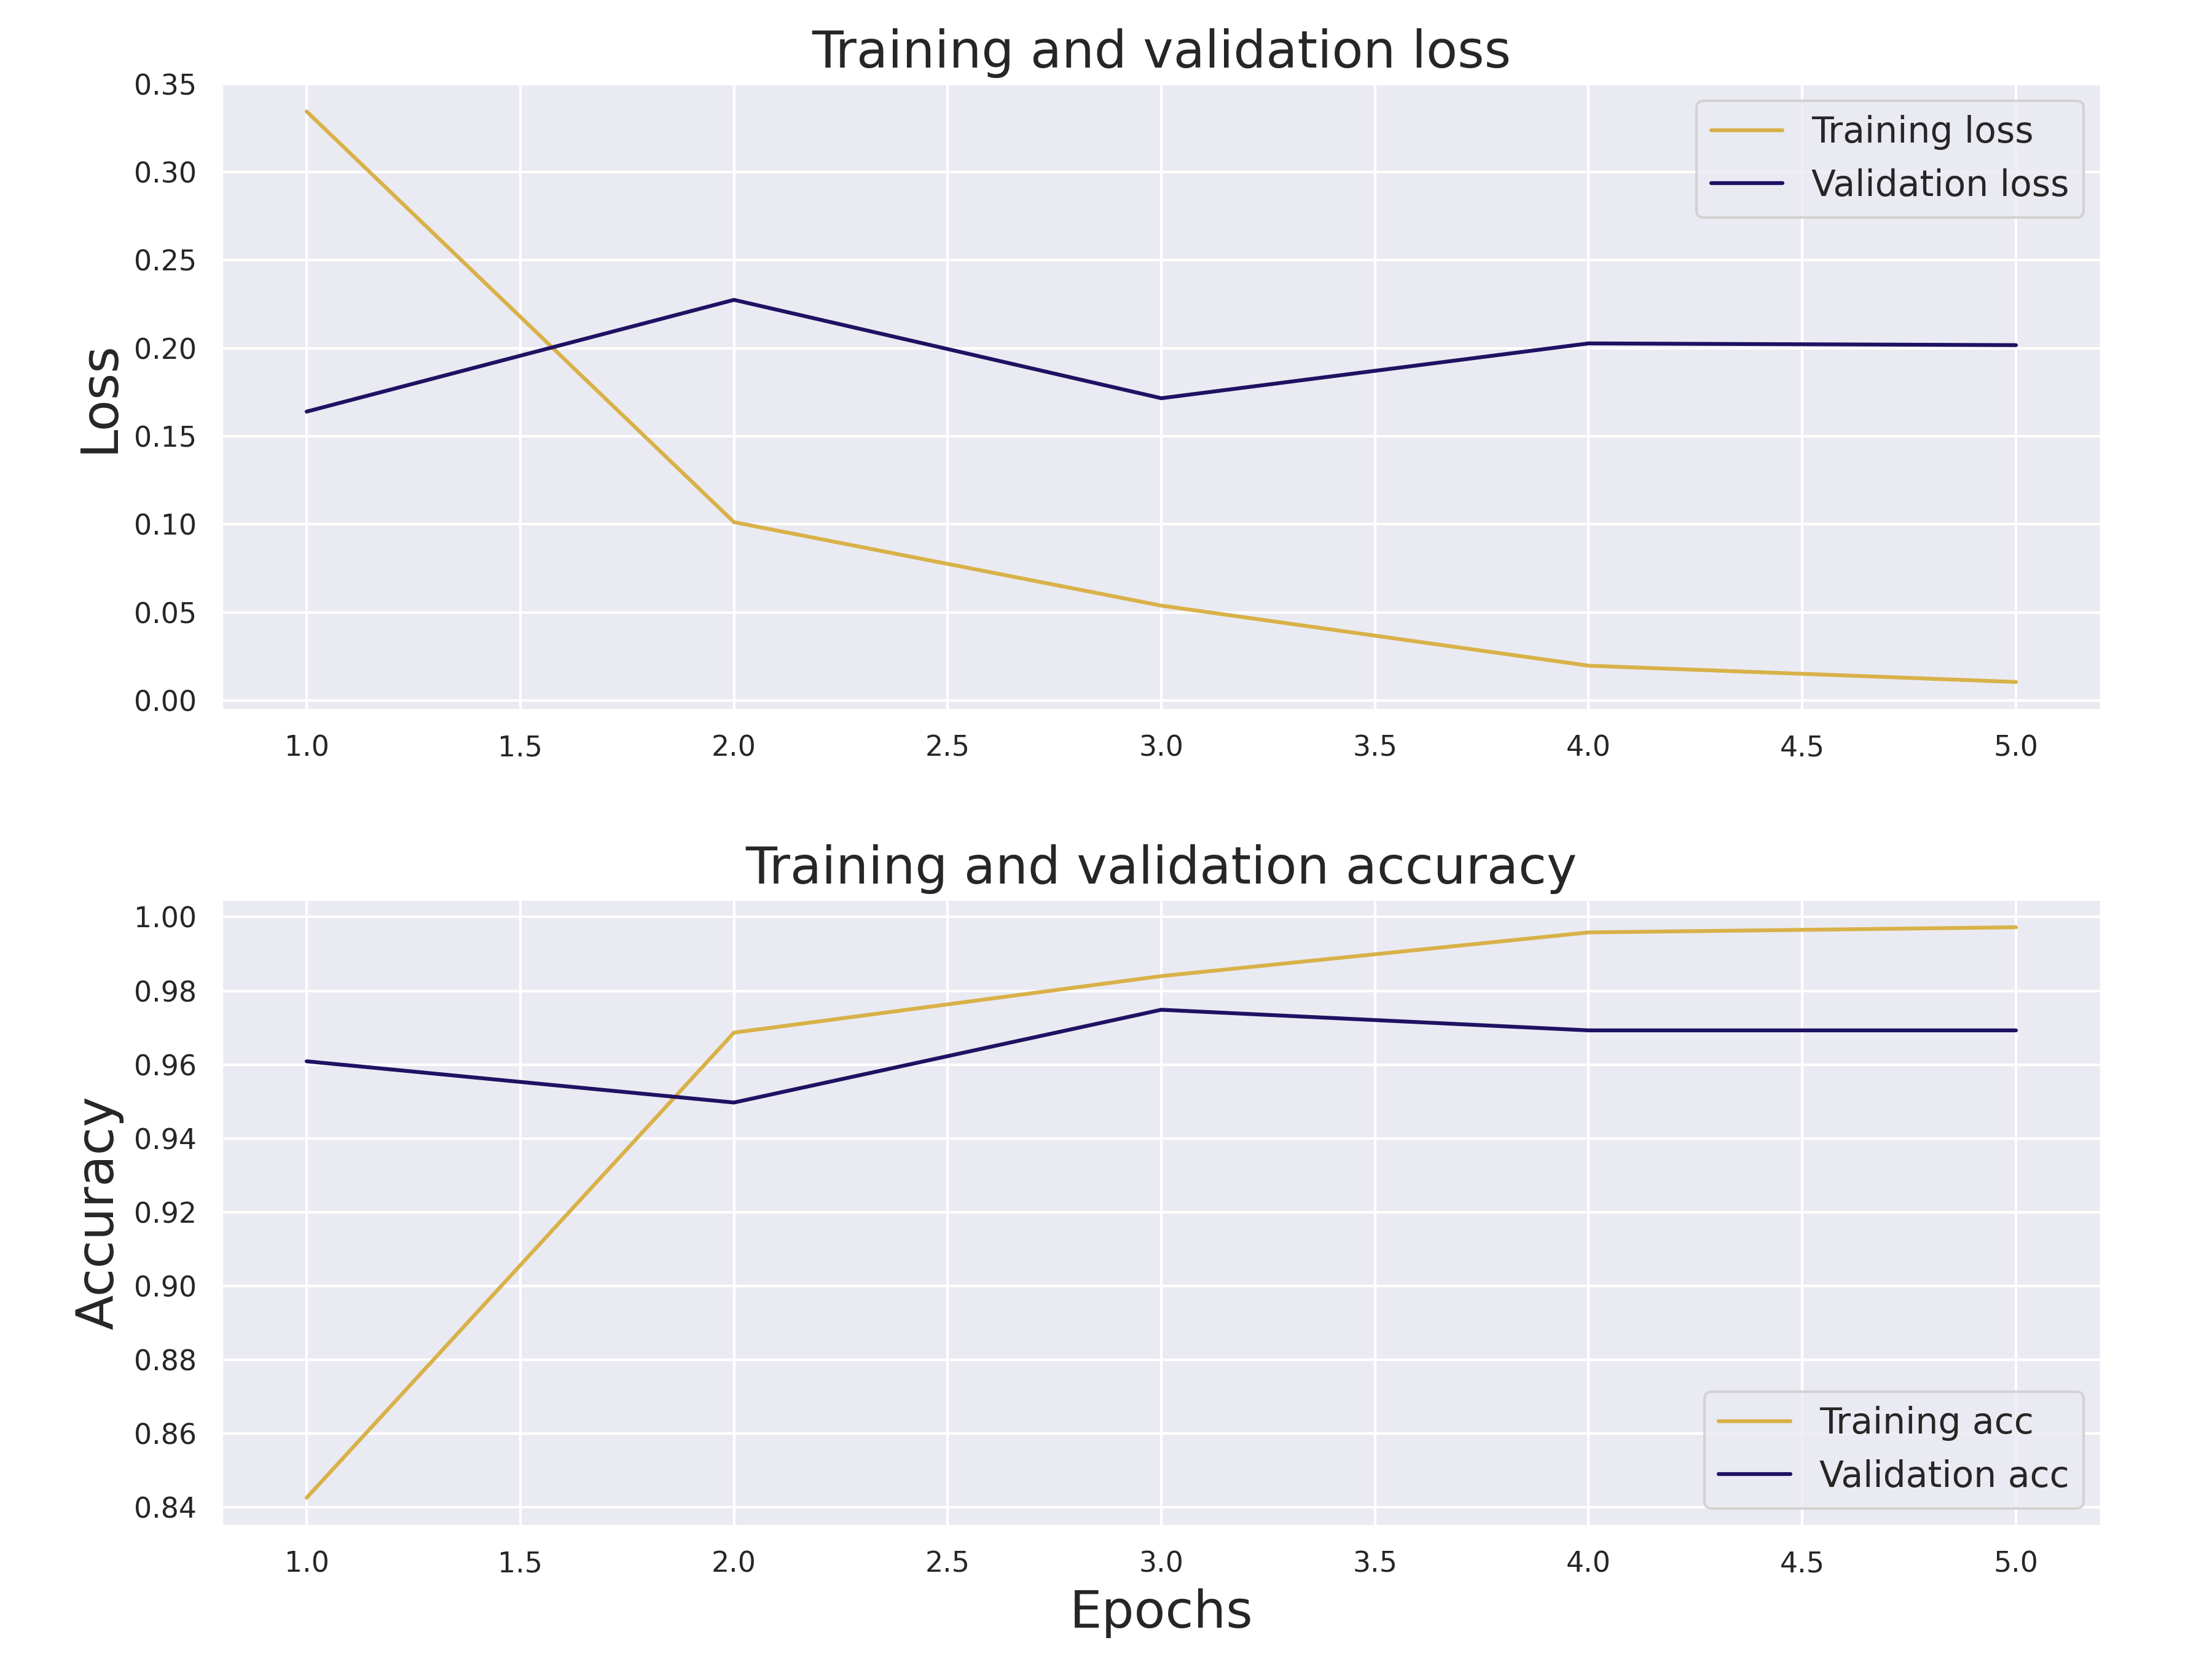 Training and validation loss
0.35
0.30
0.25
0.20
0.15
0.10
0.05
0.00
Loss
Training loss
Validation loss
1.0 1.5 2.0 2.5 3.0 3.5 4.0 4.5 5.0
Training and validation accuracy
1.00
0.98
0.96
0.94
0.92
0.90
0.88
0.86
0.84
Accuracy
Training acc
Validation acc
1.0 1.5 2.0 2.5 3.0 3.5 4.0 4.5 5.0
Epochs